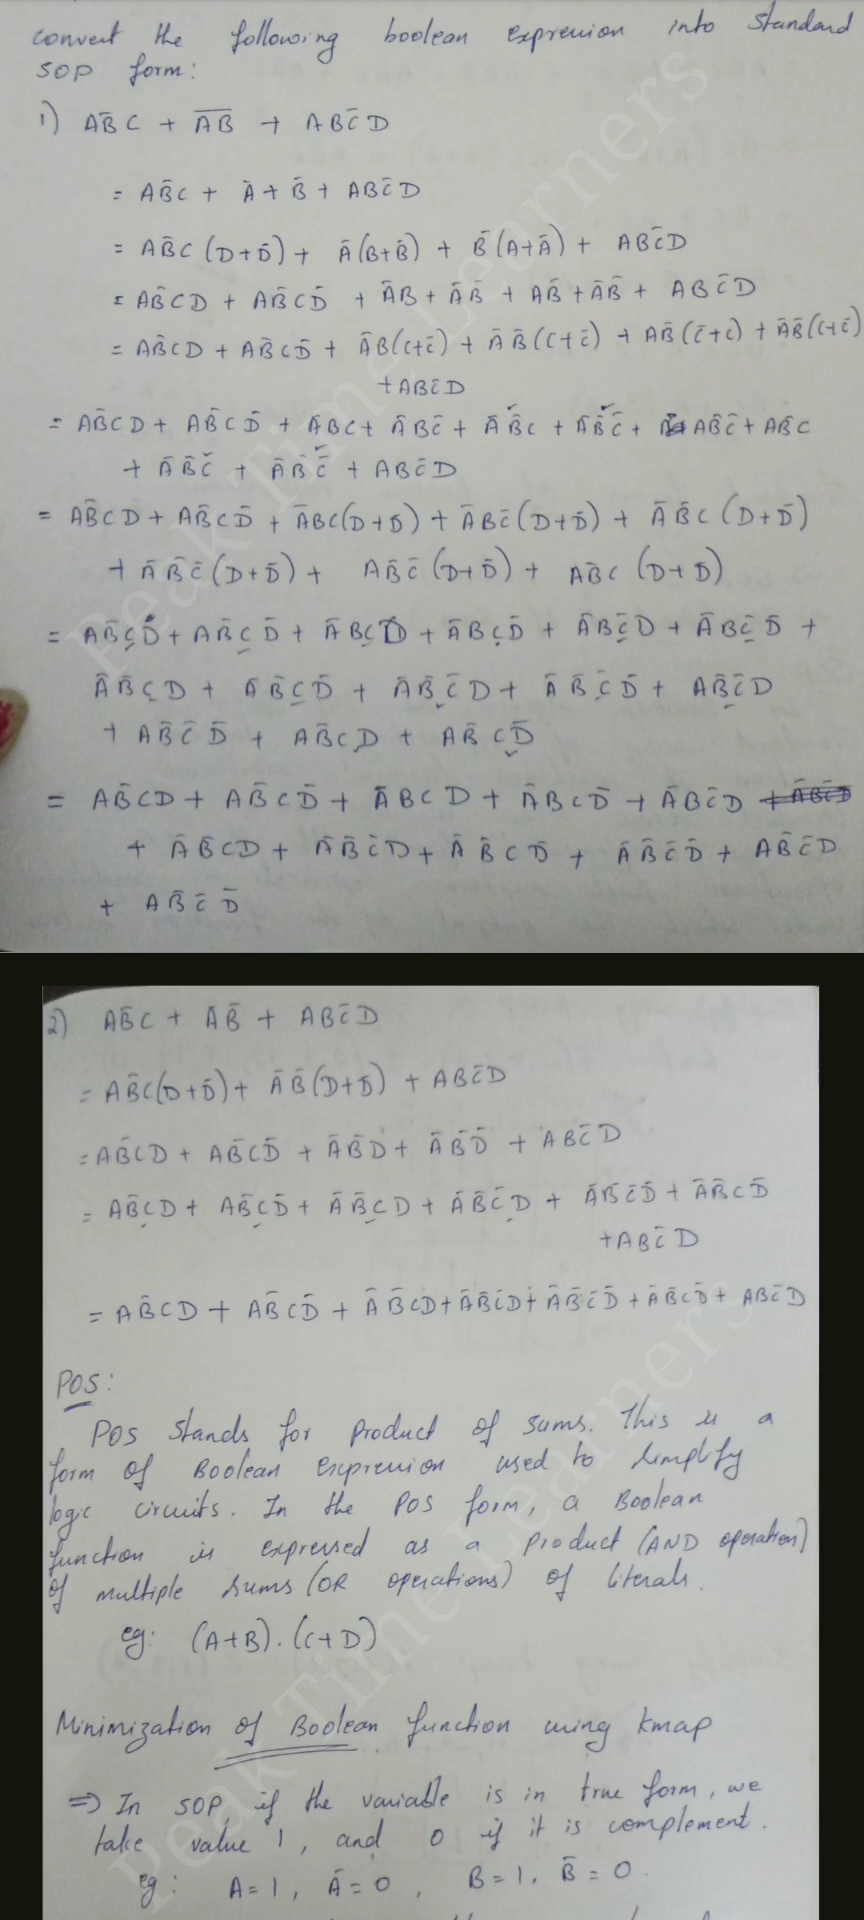 convert the following boolean expression into standard
SOP form:
1) AB̄C + A̅B̅ + ABC̄D
= AB̄C + Ā + B̄ + ABC̄D
= AB̄C (D+D̄) + Ā(B+B̄) + B̄(A+Ā) + ABC̄D
= AB̄CD + AB̄CD̄ + ĀB + ĀB̄ + AB̄ + ĀB̄ + ABC̄D
= AB̄CD + AB̄CD̄ + ĀB(C+C̄) + ĀB̄(C+C̄) + AB̄(C̄+C) + ĀB̄(C+C̄)
+ABC̄D
= AB̄CD + AB̄CD̄ + ĀBC + ĀBC̄ + ĀB̄C + ĀB̄C̄ + AB̄C̄ + AB̄C
+ ĀB̄C̄ + ĀB̄C̄ + ABC̄D
= AB̄CD + AB̄CD̄ + ĀBC(D+D̄) + ĀBC̄(D+D̄) + ĀB̄C (D+D̄)
+ ĀB̄C̄(D+D̄) + AB̄C̄(D+D̄) + AB̄C (D+D̄)
= AB̄CD + AB̄CD̄ + ĀBCD + ĀBCD̄ + ĀBC̄D + ĀBC̄D̄ +
ĀB̄CD + ĀB̄CD̄ + ĀB̄C̄D + ĀB̄C̄D̄ + AB̄C̄D
+ AB̄C̄D̄ + AB̄CD + AB̄CD̄
= AB̄CD + AB̄CD̄ + ĀBCD + ĀBCD̄ + ĀBC̄D
+ ĀB̄CD + ĀB̄C̄D + ĀB̄CD̄ + ĀB̄C̄D̄ + AB̄C̄D
+ AB̄C̄D̄
2) AB̄C + ĀB̄ + ABC̄D
= AB̄C(D+D̄) + ĀB̄(D+D̄) + ABC̄D
= AB̄CD + AB̄CD̄ + ĀB̄D + ĀB̄D̄ + ABC̄D
= AB̄CD + AB̄CD̄ + ĀB̄CD + ĀB̄C̄D + ĀB̄C̄D̄ + ĀB̄CD̄
+ABC̄D
= AB̄CD + AB̄CD̄ + ĀB̄CD + ĀB̄C̄D + ĀB̄C̄D̄ + ĀB̄CD̄ + ABC̄D
POS:
POS stands for Product of sums. This is a
form of Boolean Expression used to simplify
logic circuits. In the POS form, a Boolean
function is expressed as a product (AND operation)
of multiple sums (OR operations) of literals.
eg: (A+B).(C+D)
Minimization of Boolean function using kmap
⇒ In SOP, if the variable is in true form, we
take value 1, and 0 if it is complement.
eg: A=1, Ā=0, B=1, B̄=0.
Peak Time Learners
Peak Time Learners